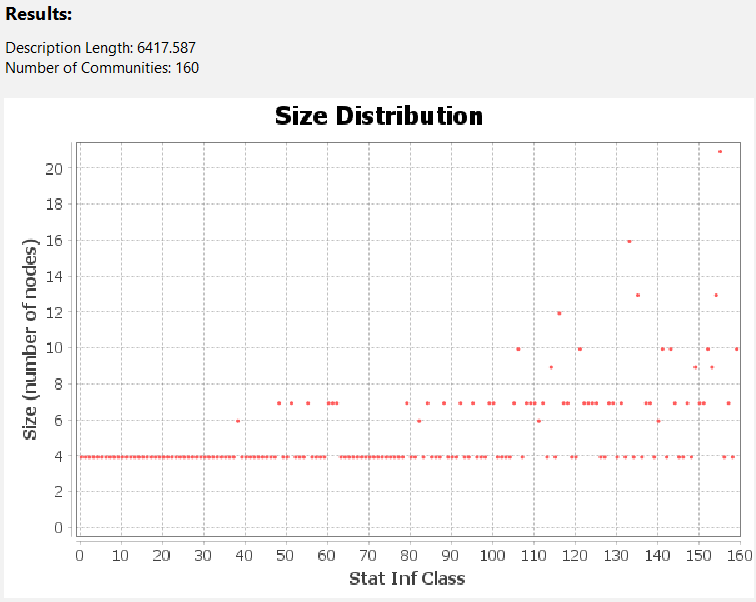 Results:
Description Length: 6417.587
Number of Communities: 160
Size Distribution
Size (number of nodes)
20
18
16
14
12
10
8
6
4
2
0
0 10 20 30 40 50 60 70 80 90 100 110 120 130 140 150 160
Stat Inf Class